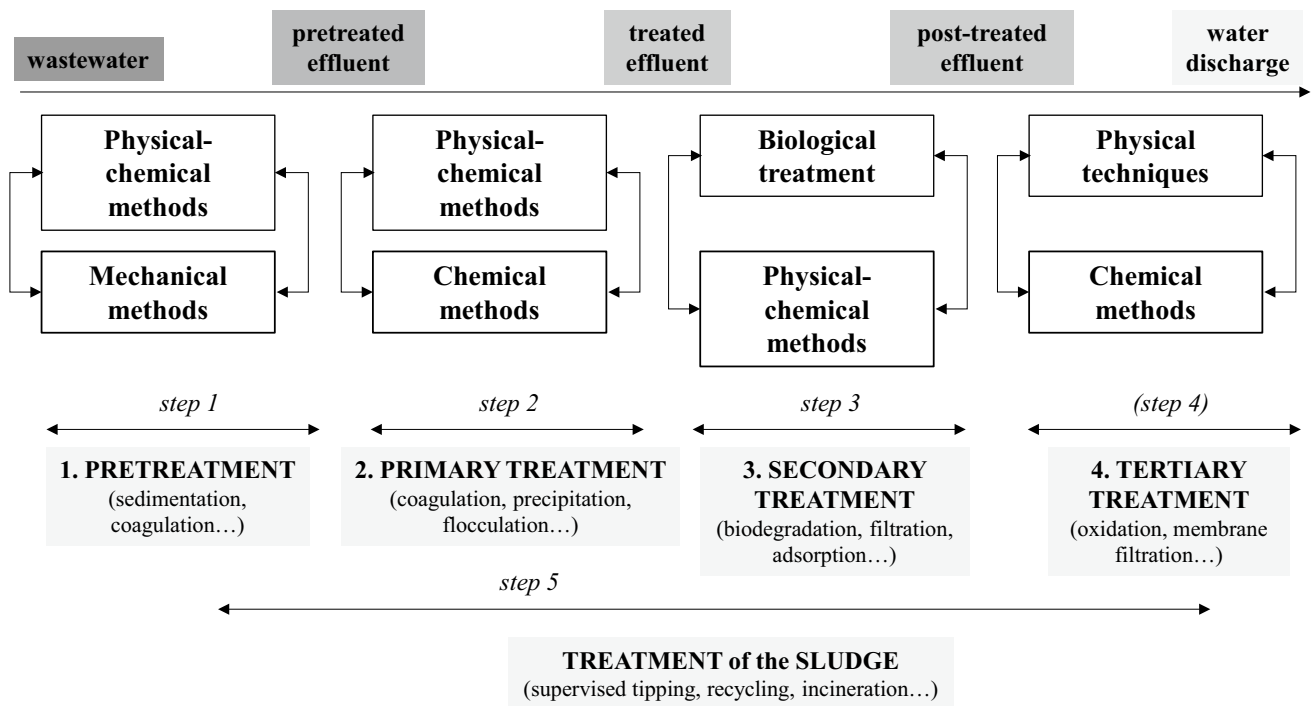 wastewater
pretreated
effluent
treated
effluent
post-treated
effluent
water
discharge
Physical-
chemical
methods
Mechanical
methods
Physical-
chemical
methods
Chemical
methods
Biological
treatment
Physical-
chemical
methods
Physical
techniques
Chemical
methods
step 1
step 2
step 3
(step 4)
1. PRETREATMENT
(sedimentation,
coagulation…)
2. PRIMARY TREATMENT
(coagulation, precipitation,
flocculation…)
3. SECONDARY
TREATMENT
(biodegradation, filtration,
adsorption…)
4. TERTIARY
TREATMENT
(oxidation, membrane
filtration…)
step 5
TREATMENT of the SLUDGE
(supervised tipping, recycling, incineration…)